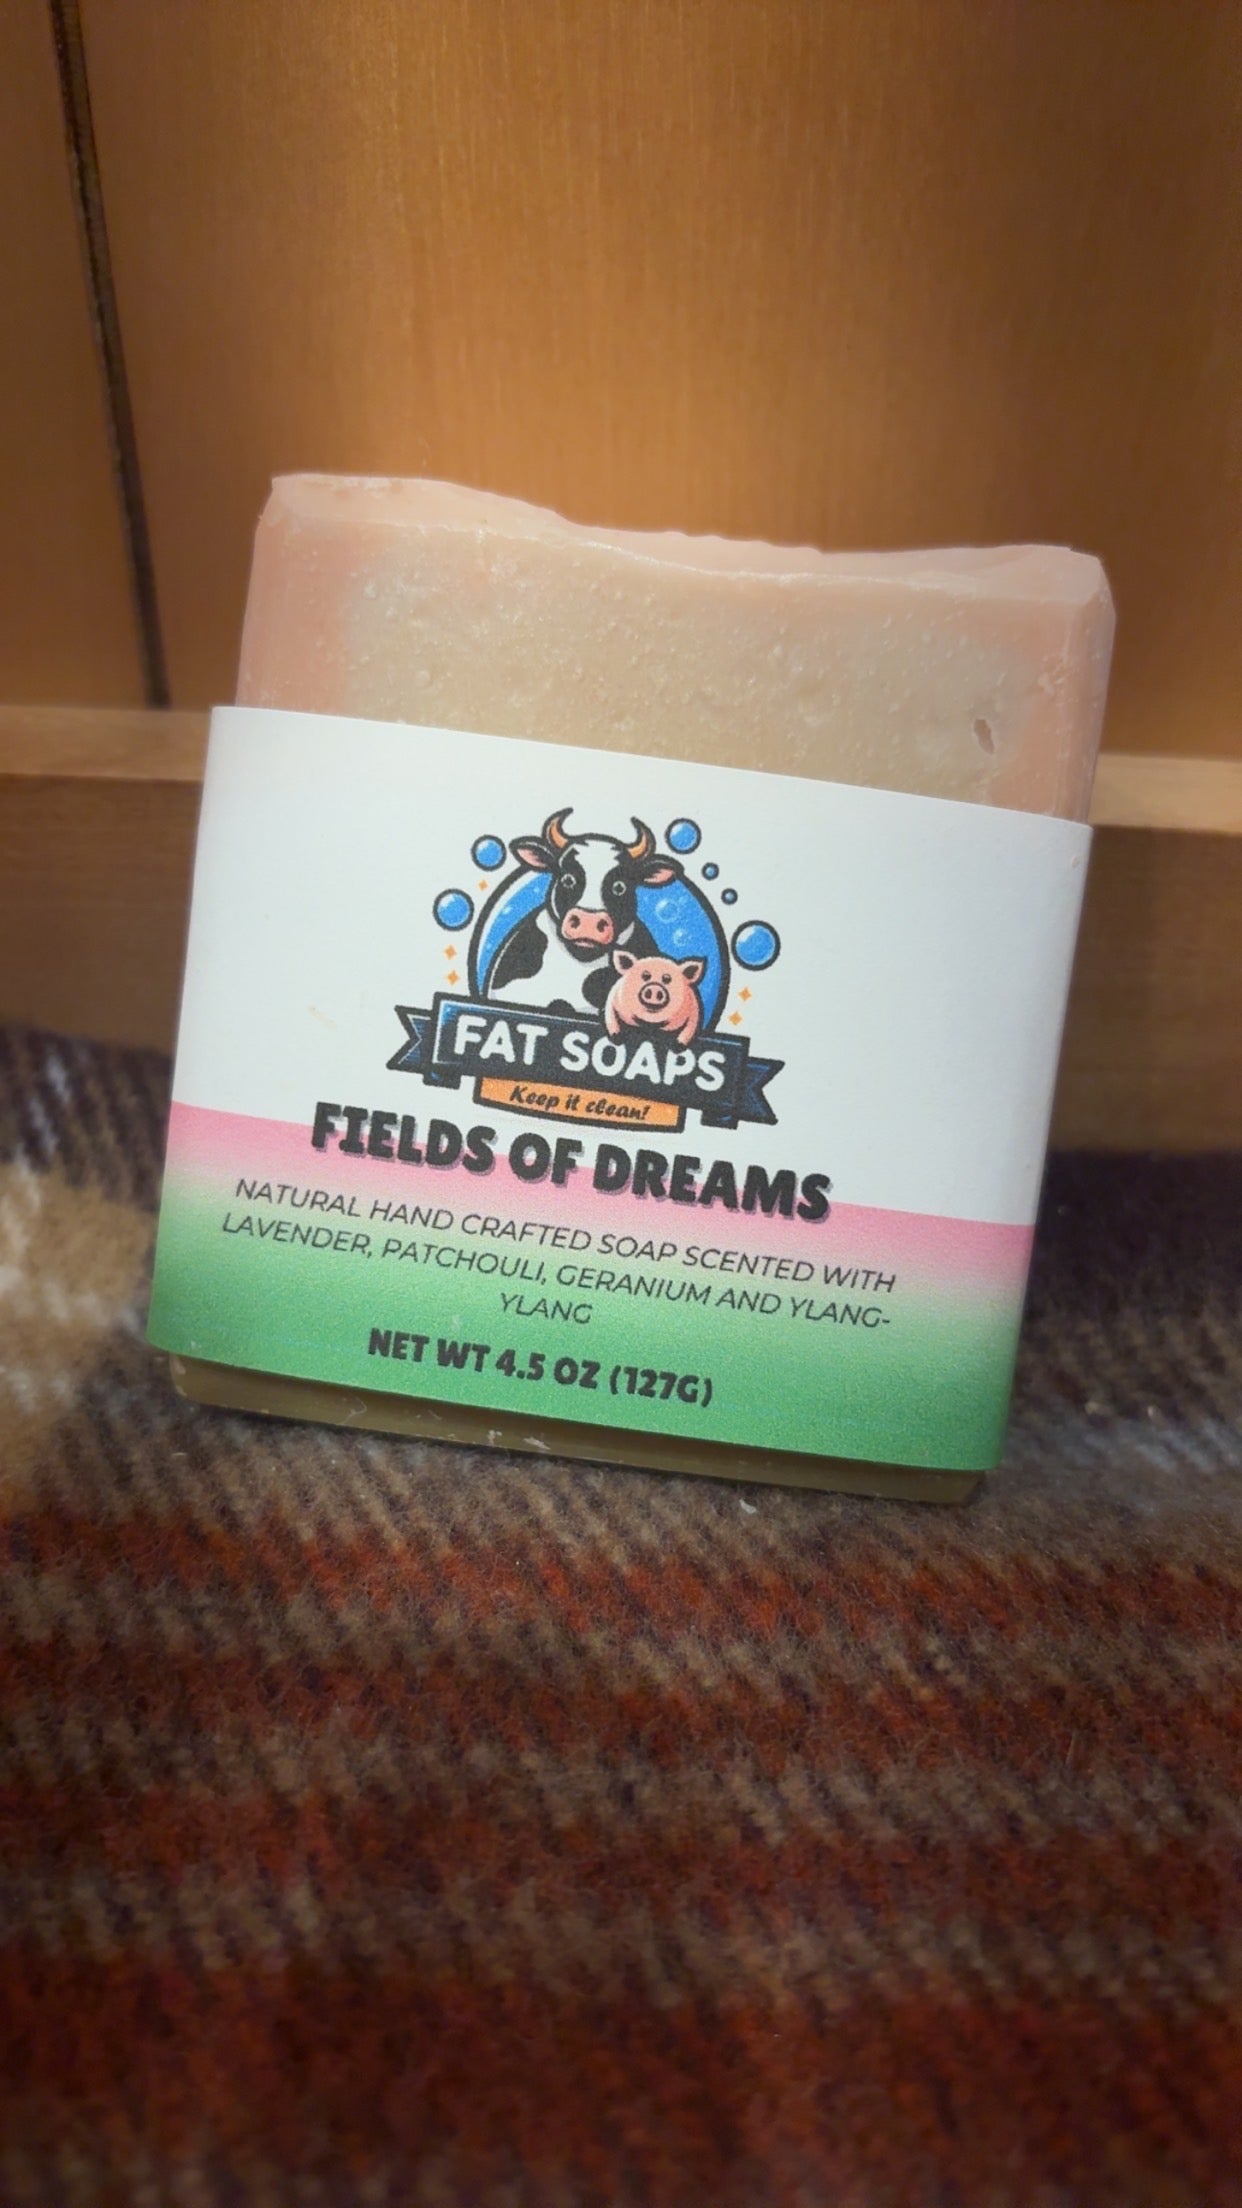 FAT SOAPS
Keep it clean!
FIELDS OF DREAMS
NATURAL HAND CRAFTED SOAP SCENTED WITH
LAVENDER, PATCHOULI, GERANIUM AND YLANG-
YLANG
NET WT 4.5 OZ (127G)